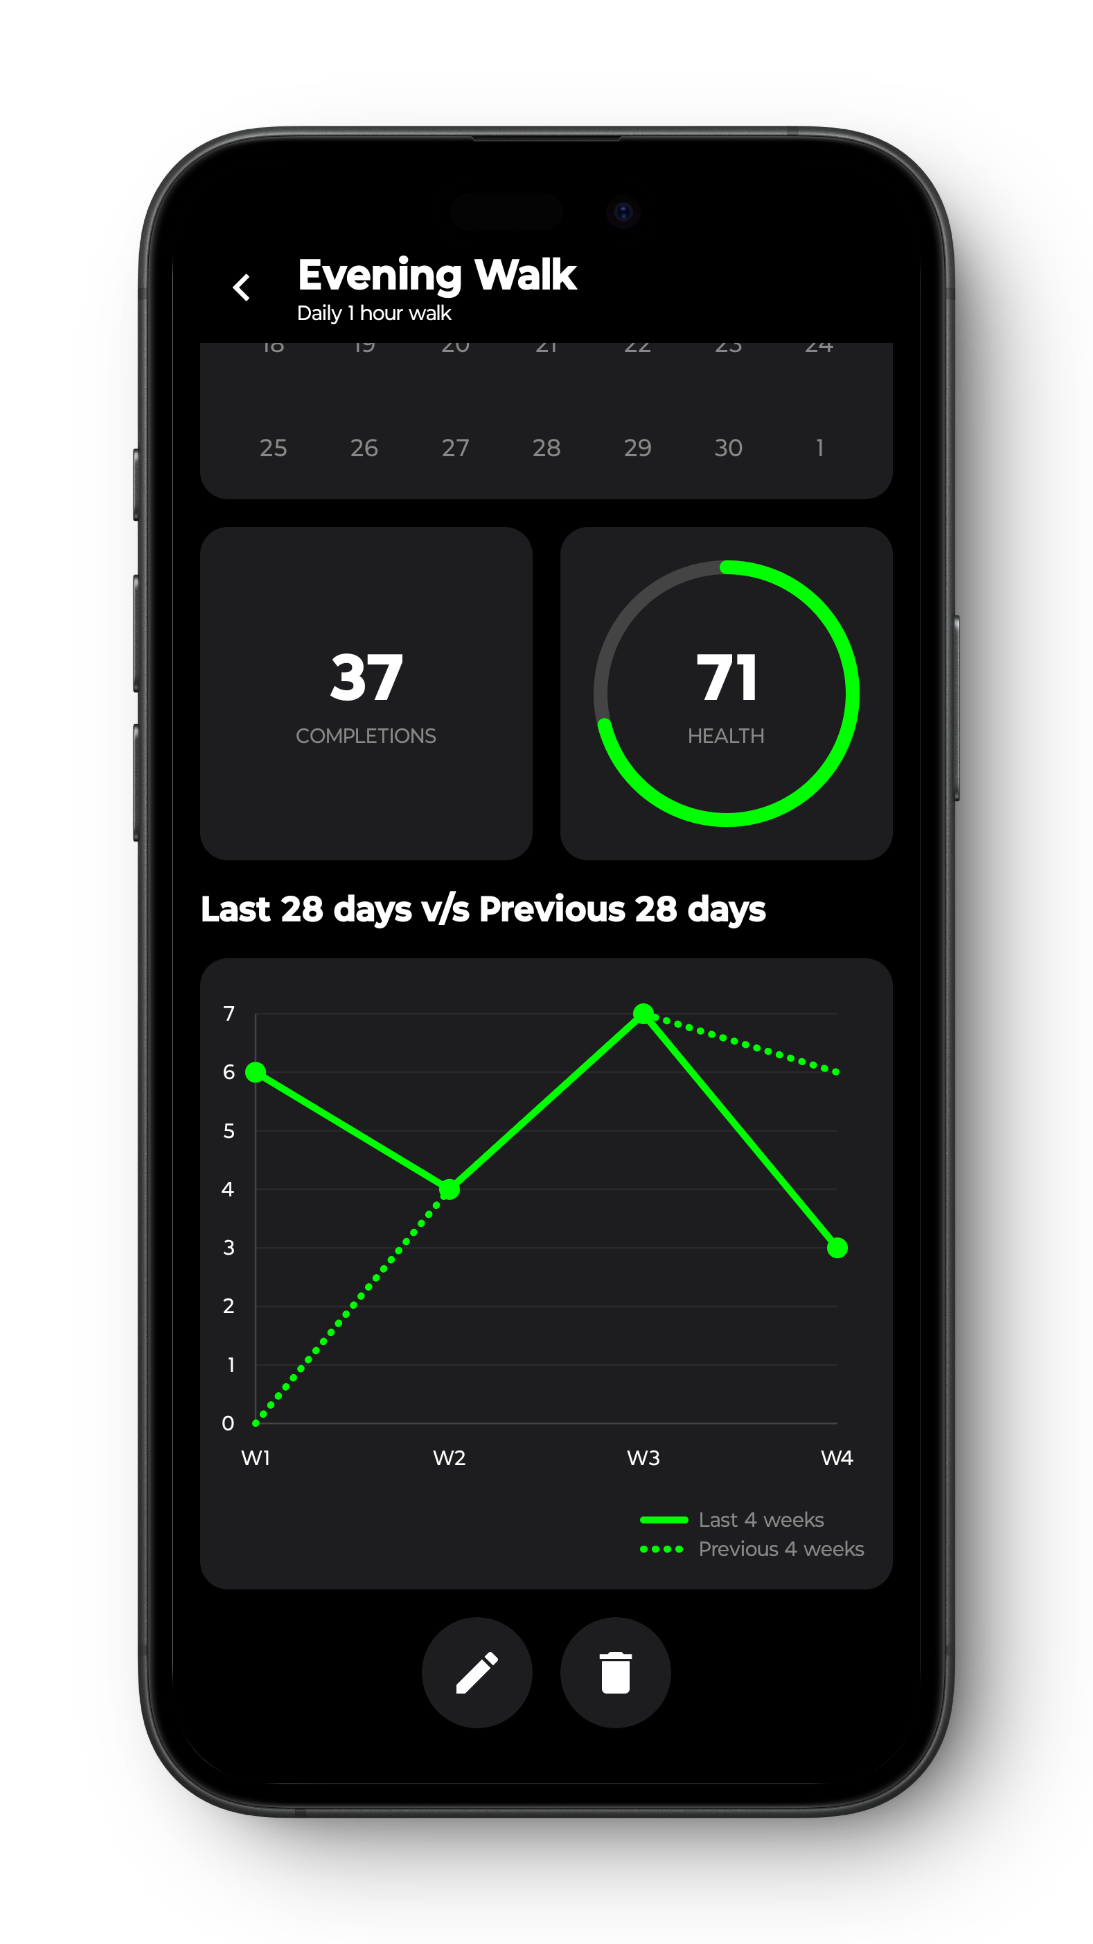 Evening Walk
Daily 1 hour walk
18 19 20 21 22 23 24
25 26 27 28 29 30 1
37
COMPLETIONS
71
HEALTH
Last 28 days v/s Previous 28 days
7
6
5
4
3
2
1
0
W1 W2 W3 W4
Last 4 weeks
Previous 4 weeks